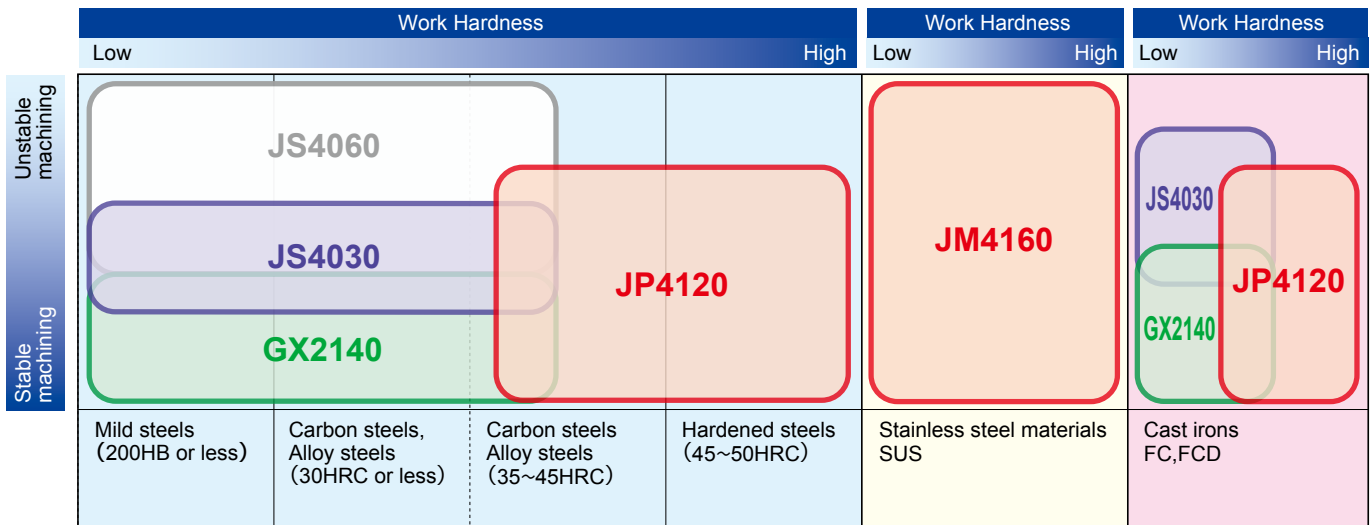 Work Hardness
Low
High
Work Hardness
Low
High
Work Hardness
Low
High
Unstable
machining
Stable
machining
JS4060
JS4030
GX2140
JP4120
JM4160
JS4030
GX2140
JP4120
Mild steels
(200HB or less)
Carbon steels,
Alloy steels
(30HRC or less)
Carbon steels
Alloy steels
(35~45HRC)
Hardened steels
(45~50HRC)
Stainless steel materials
SUS
Cast irons
FC,FCD